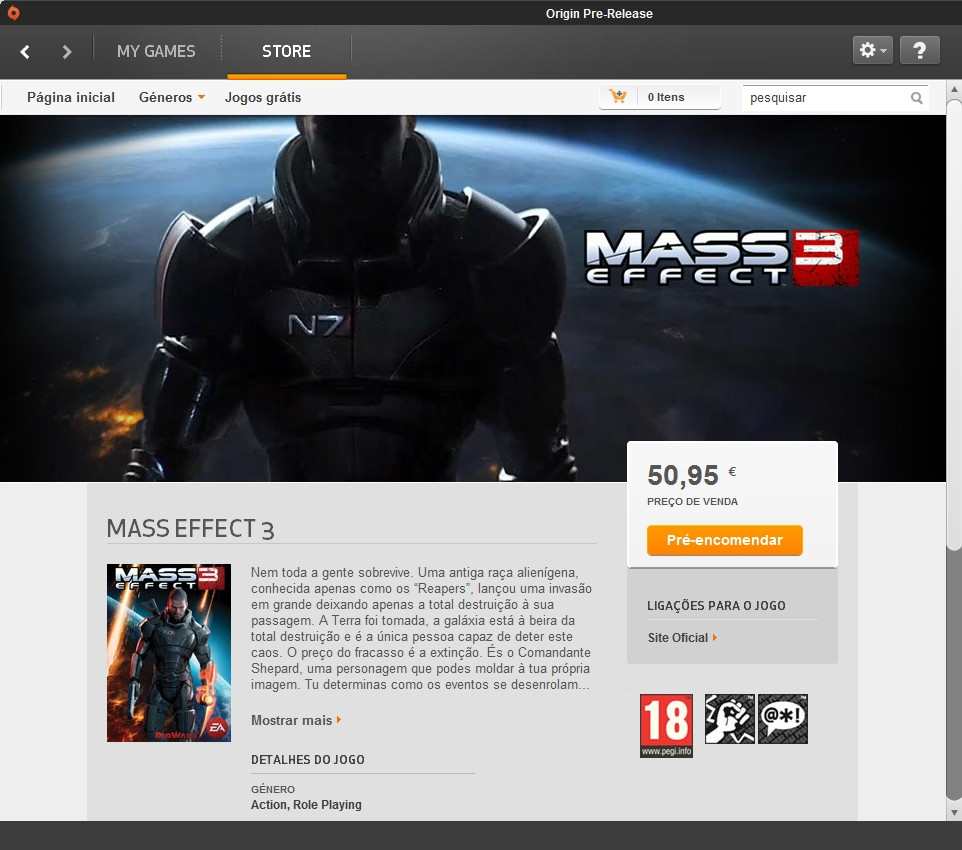 Origin Pre-Release
MY GAMES
STORE
?
Página inicial
Géneros
Jogos grátis
0 Itens
pesquisar
MASS 3
EFFECT
N7
50,95 €
PREÇO DE VENDA
Pré-encomendar
MASS EFFECT 3
MASS 3
EFFECT
BIOWARE
EA
Nem toda a gente sobrevive. Uma antiga raça alienígena,
conhecida apenas como os “Reapers”, lançou uma invasão
em grande deixando apenas a total destruição à sua
passagem. A Terra foi tomada, a galáxia está à beira da
total destruição e é a única pessoa capaz de deter este
caos. O preço do fracasso é a extinção. És o Comandante
Shepard, uma personagem que podes moldar à tua própria
imagem. Tu determinas como os eventos se desenrolam...
Mostrar mais
DETALHES DO JOGO
GÉNERO
Action, Role Playing
LIGAÇÕES PARA O JOGO
Site Oficial
18
www.pegi.info
@*!